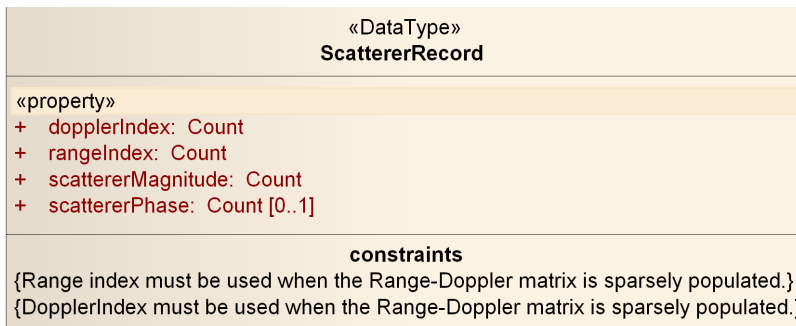 «DataType»
ScattererRecord
«property»
+ dopplerIndex: Count
+ rangeIndex: Count
+ scattererMagnitude: Count
+ scattererPhase: Count [0..1]
constraints
{Range index must be used when the Range-Doppler matrix is sparsely populated.}
{DopplerIndex must be used when the Range-Doppler matrix is sparsely populated.}